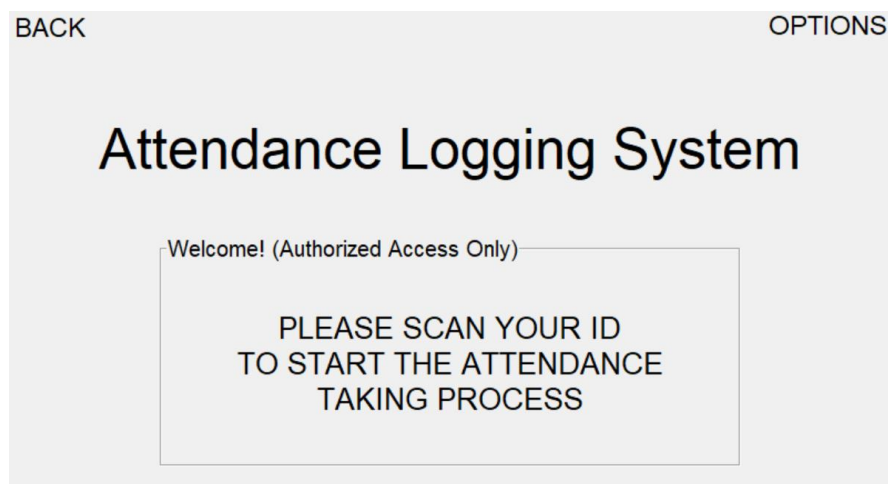 BACK
OPTIONS
Attendance Logging System
Welcome! (Authorized Access Only)
PLEASE SCAN YOUR ID
TO START THE ATTENDANCE
TAKING PROCESS